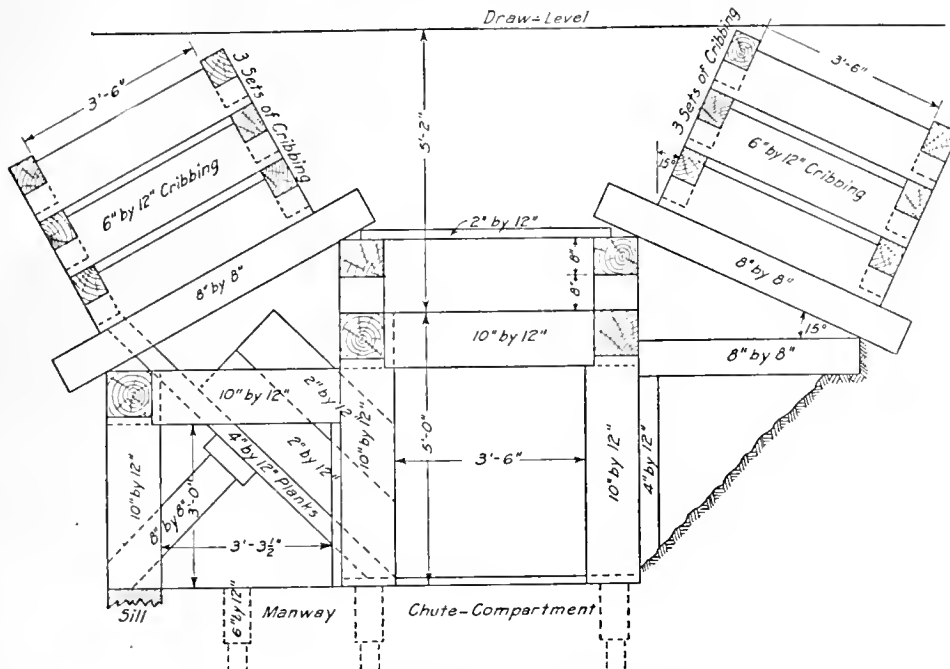 Draw-Level
3'-6"
3 Sets of Cribbing
6" by 12" Cribbing
8" by 8"
5'-2"
3 Sets of Cribbing
3'-6"
6" by 12" Cribbing
15°
8" by 8"
2" by 12"
8" 8"
15°
10" by 12"
8" by 8"
10" by 12"
2" by 12"
2" by 12"
4" by 12" Planks
10" by 12"
5'-0"
3'-6"
10" by 12"
4" by 12"
10" by 12"
8" by 8"
3'-0"
3'-3½"
Sill
6" by 12"
Manway
Chute-Compartment